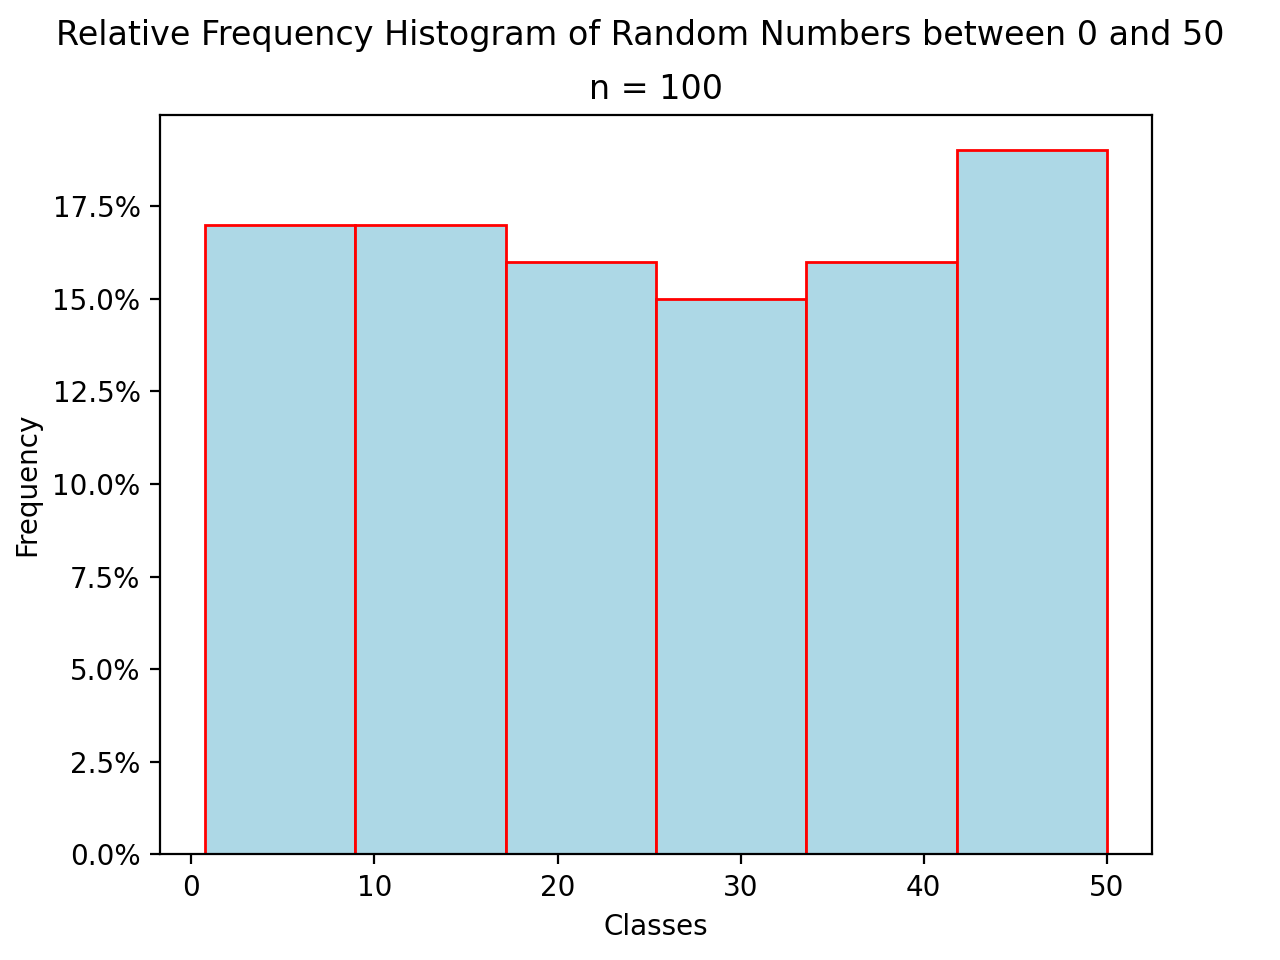 Relative Frequency Histogram of Random Numbers between 0 and 50
n = 100
17.5%
15.0%
12.5%
10.0%
7.5%
5.0%
2.5%
0.0%
Frequency
0 10 20 30 40 50
Classes